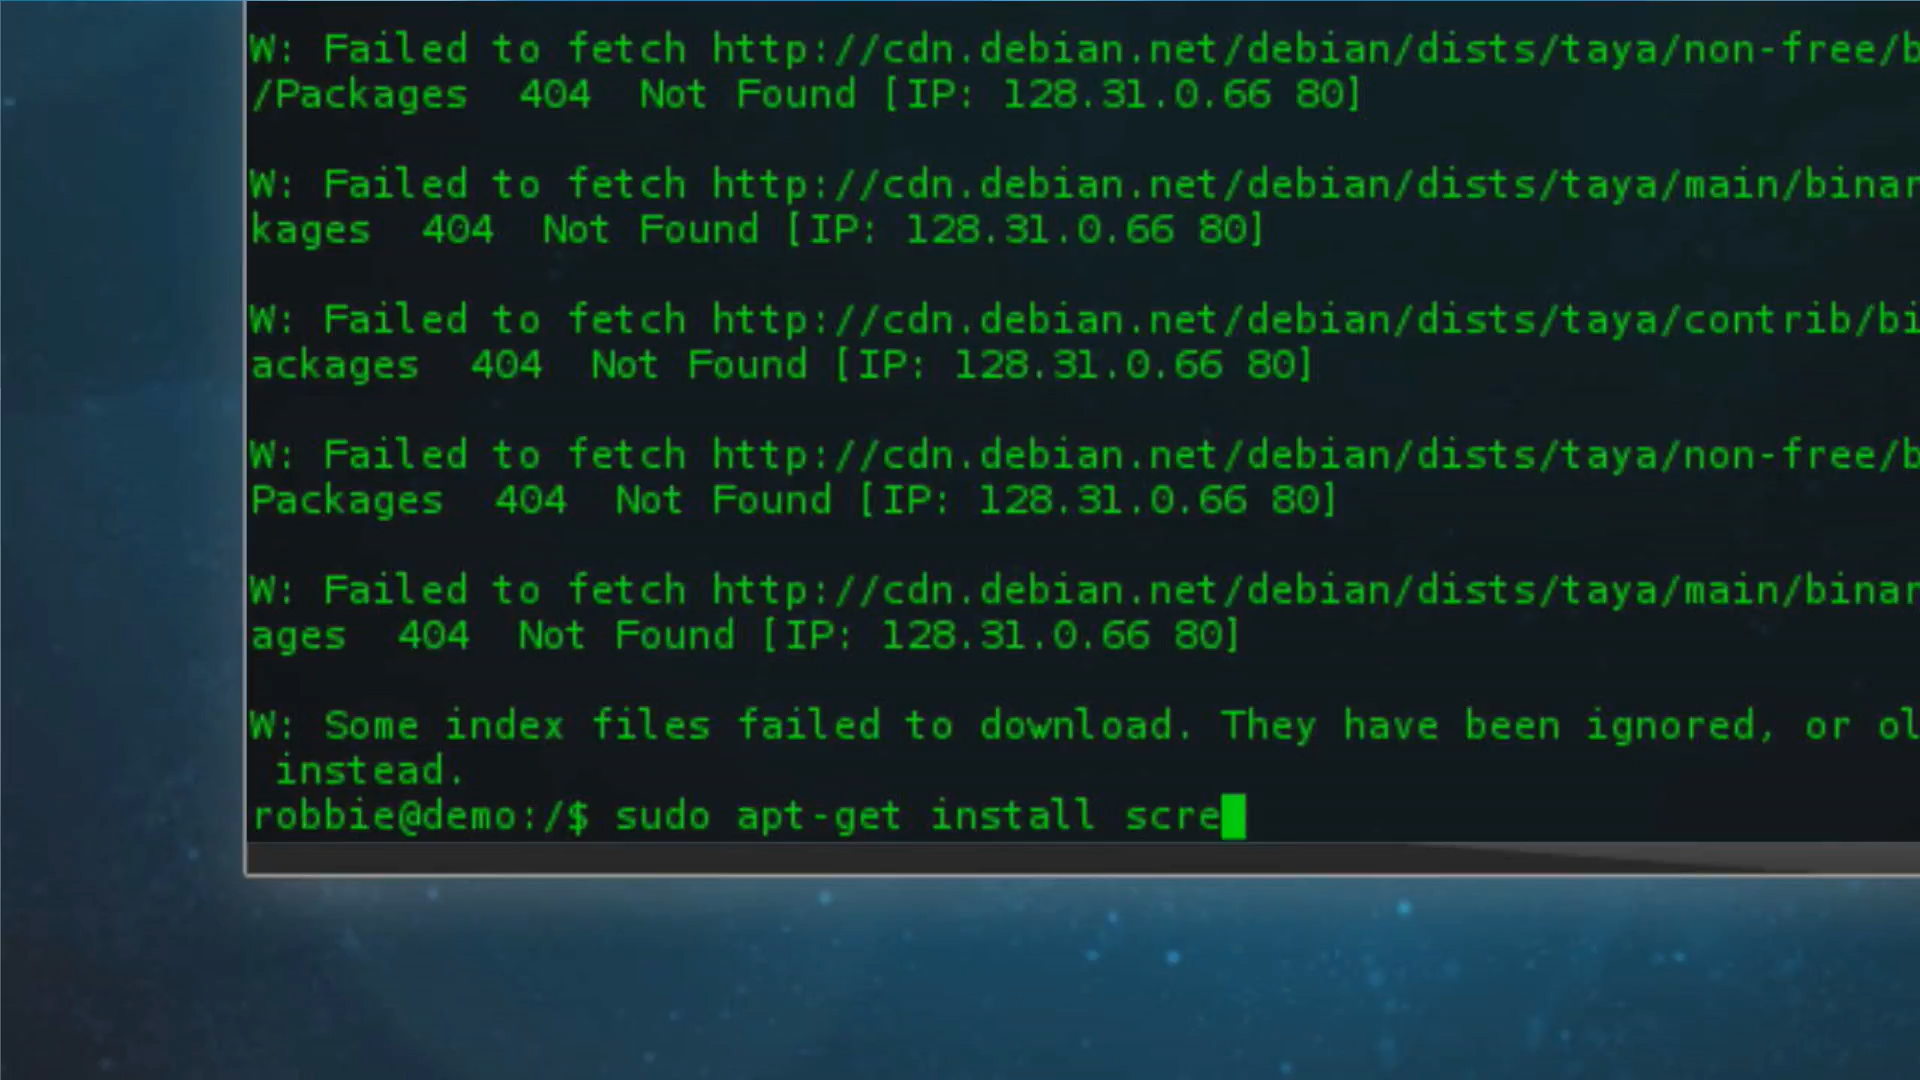 W: Failed to fetch http://cdn.debian.net/debian/dists/taya/non-free/b
/Packages 404 Not Found [IP: 128.31.0.66 80]
W: Failed to fetch http://cdn.debian.net/debian/dists/taya/main/binar
kages 404 Not Found [IP: 128.31.0.66 80]
W: Failed to fetch http://cdn.debian.net/debian/dists/taya/contrib/bi
ackages 404 Not Found [IP: 128.31.0.66 80]
W: Failed to fetch http://cdn.debian.net/debian/dists/taya/non-free/b
Packages 404 Not Found [IP: 128.31.0.66 80]
W: Failed to fetch http://cdn.debian.net/debian/dists/taya/main/binar
ages 404 Not Found [IP: 128.31.0.66 80]
W: Some index files failed to download. They have been ignored, or ol
instead.
robbie@demo:/$ sudo apt-get install scre